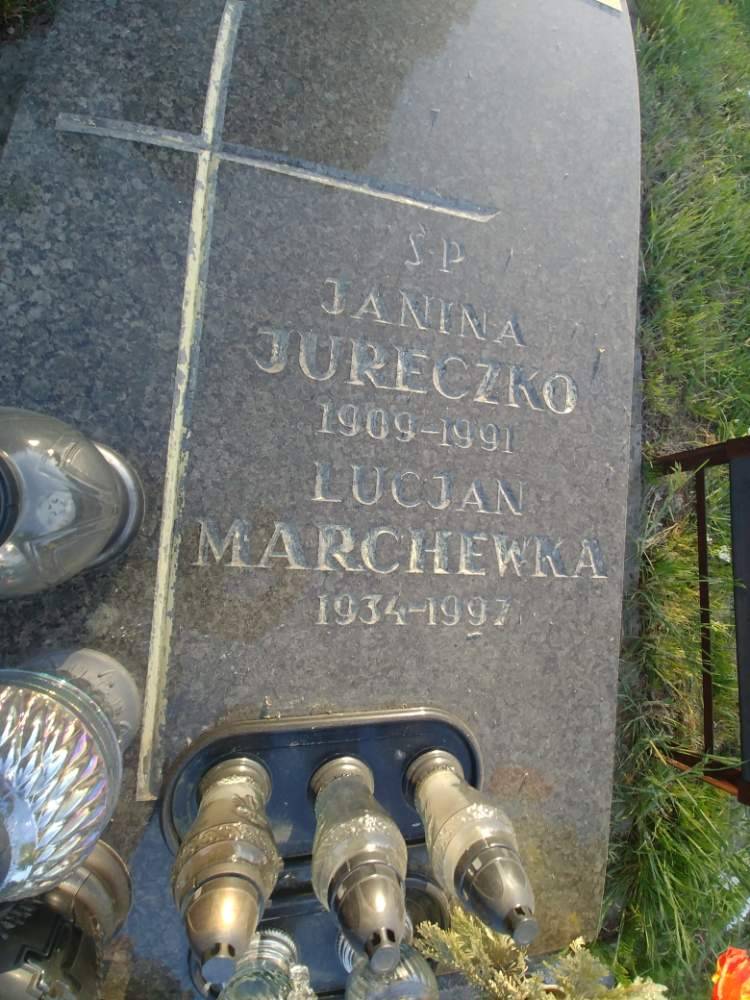 Ś.P
JANINA
JURECZKO
1909-1991
LUCJAN
MARCHEWKA
1934-1997